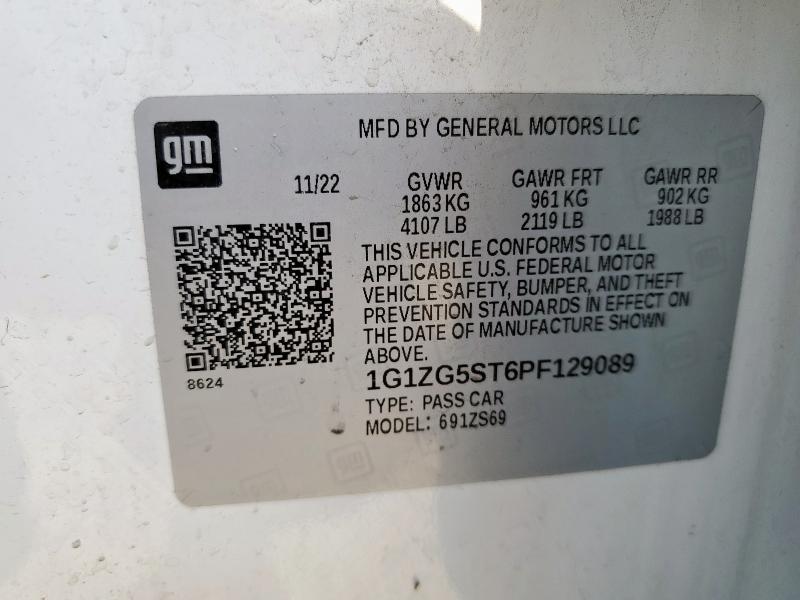 gm
MFD BY GENERAL MOTORS LLC
11/22
GVWR GAWR FRT GAWR RR
1863 KG 961 KG 902 KG
4107 LB 2119 LB 1988 LB
THIS VEHICLE CONFORMS TO ALL
APPLICABLE U.S. FEDERAL MOTOR
VEHICLE SAFETY, BUMPER, AND THEFT
PREVENTION STANDARDS IN EFFECT ON
THE DATE OF MANUFACTURE SHOWN
ABOVE.
8624
1G1ZG5ST6PF129089
TYPE: PASS CAR
MODEL: 691ZS69
gm